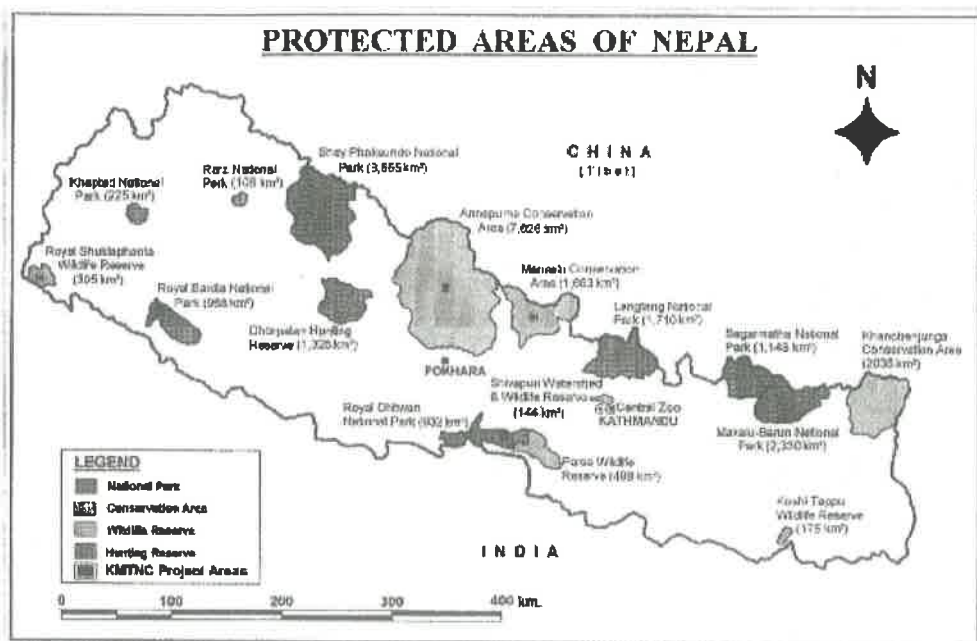 PROTECTED AREAS OF NEPAL
N
CHINA
(Tibet)
Shey Phoksundo National
Park (3,555 km²)
Rara National
Park (106 km²)
Khaptad National
Park (225 km²)
Annapurna Conservation
Area (7,626 km²)
Royal Shuklaphanta
Wildlife Reserve
(305 km²)
Manaslu Conservation
Area (1,663 km²)
Royal Bardia National
Park (968 km²)
Langtang National
Park (1,710 km²)
Sagarmatha National
Park (1,148 km²)
Khanchenjunga
Conservation Area
(2035 km²)
Dhorpatan Hunting
Reserve (1,325 km²)
POKHARA
Shivapuri Watershed
& Wildlife Reserve
(144 km²)
Central Zoo
KATHMANDU
Royal Chitwan
National Park (932 km²)
Makalu-Barun National
Park (2,330 km²)
Parsa Wildlife
Reserve (499 km²)
Koshi Tappu
Wildlife Reserve
(175 km²)
INDIA
LEGEND
National Park
Conservation Area
Wildlife Reserve
Hunting Reserve
KMTNC Project Areas
0 100 200 300 400 km.